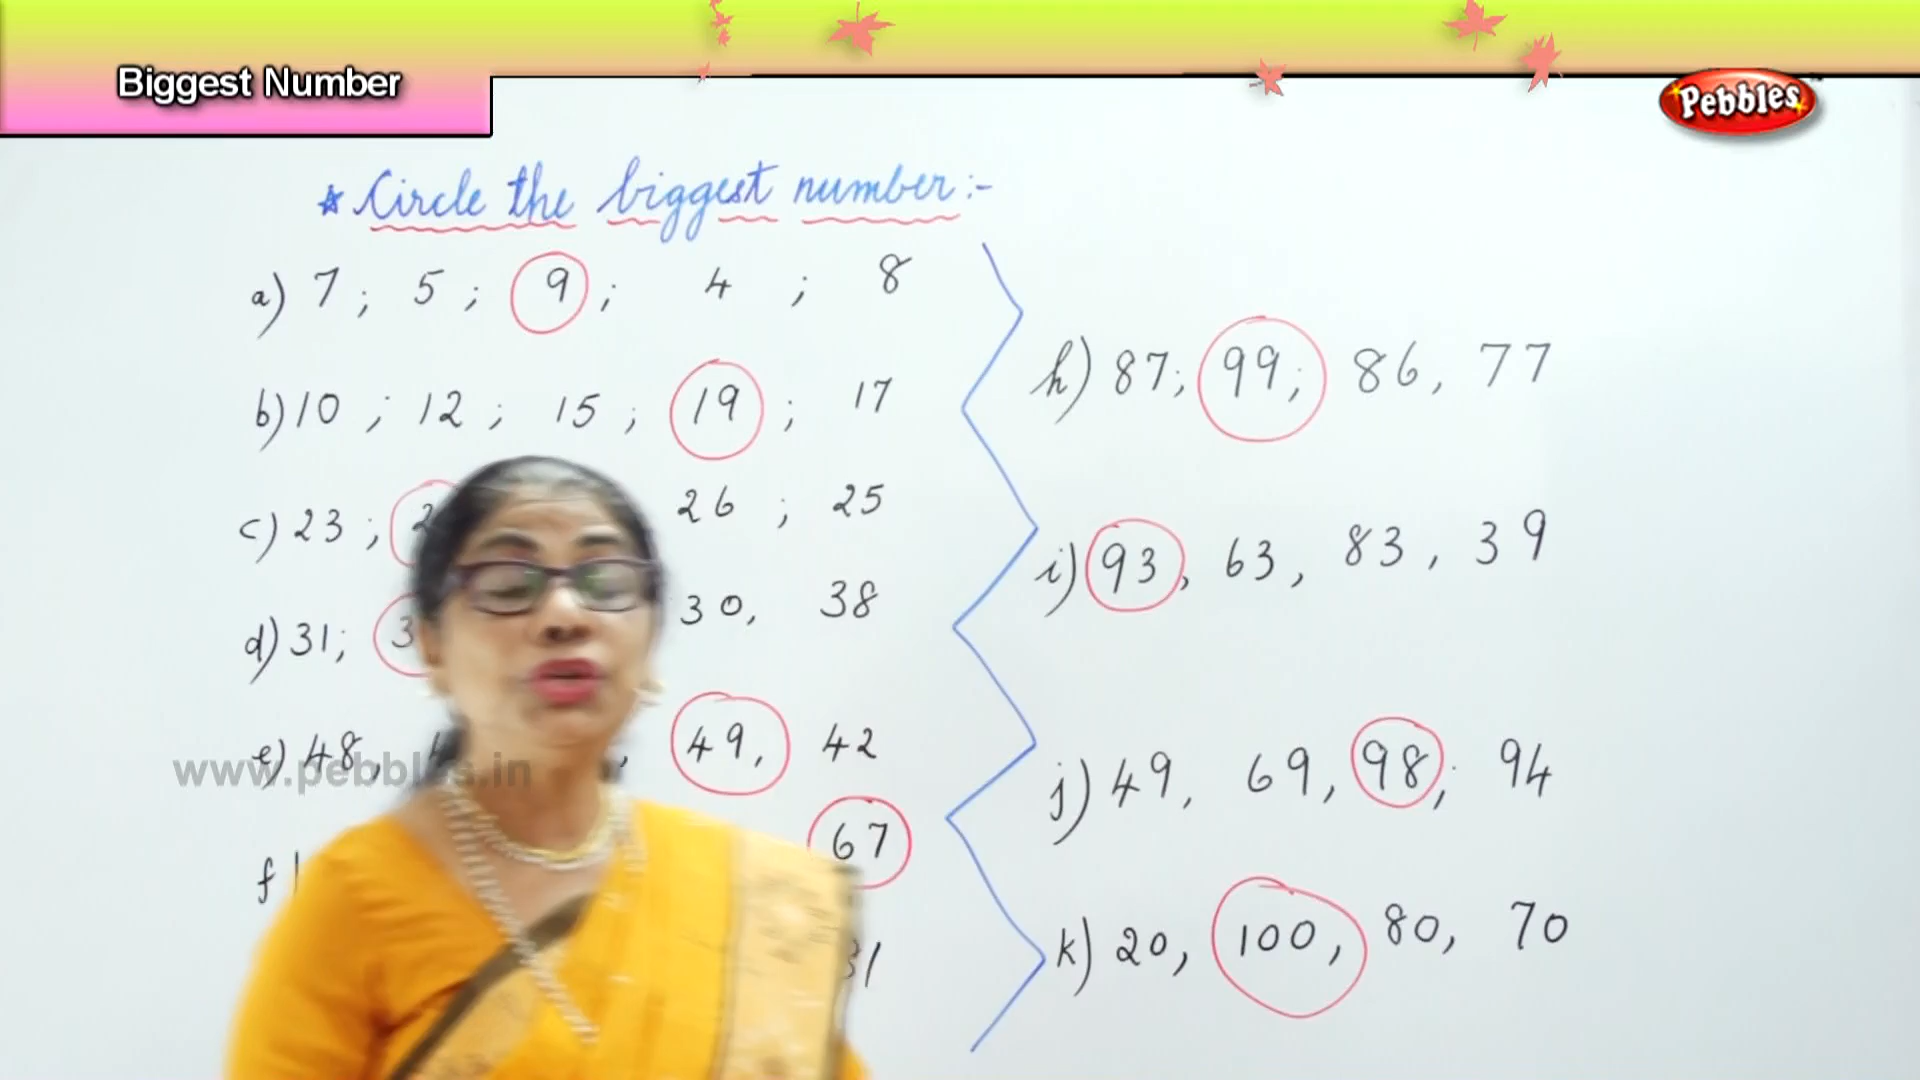 Biggest Number
Pebbles
* Circle the biggest number:-
a) 7; 5; 9; 4; 8
b) 10; 12; 15; 19; 17
c) 23; 26; 25
d) 31; 30, 38
e) 48, 49, 42
f) 67
31
www.pebbles.in
h) 87; 99; 86, 77
i) 93, 63, 83, 39
j) 49, 69, 98; 94
k) 20, 100, 80, 70